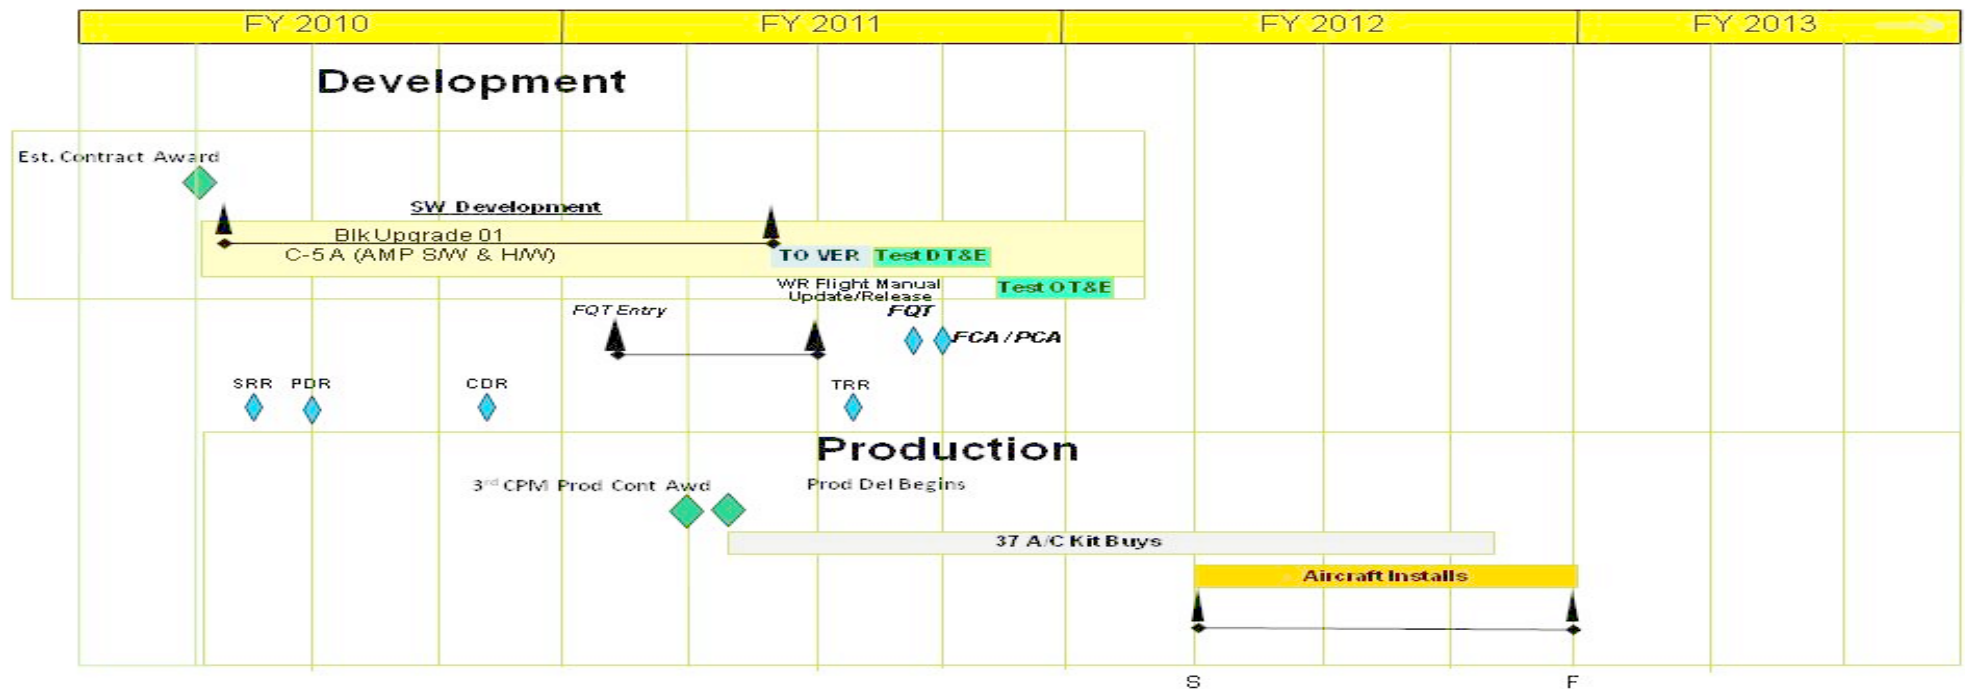 FY 2010 FY 2011 FY 2012 FY 2013
Development
Est. Contract Award
SW Development
Blk Upgrade 01
C-5A (AMP S/W & H/W)
TO VER Test DT&E
WR Flight Manual
Update/Release
Test OT&E
FQT Entry
FQT
FCA / PCA
SRR PDR CDR TRR
Production
3rd CPM Prod Cont Awd Prod Del Begins
37 A/C Kit Buys
Aircraft Installs
S F